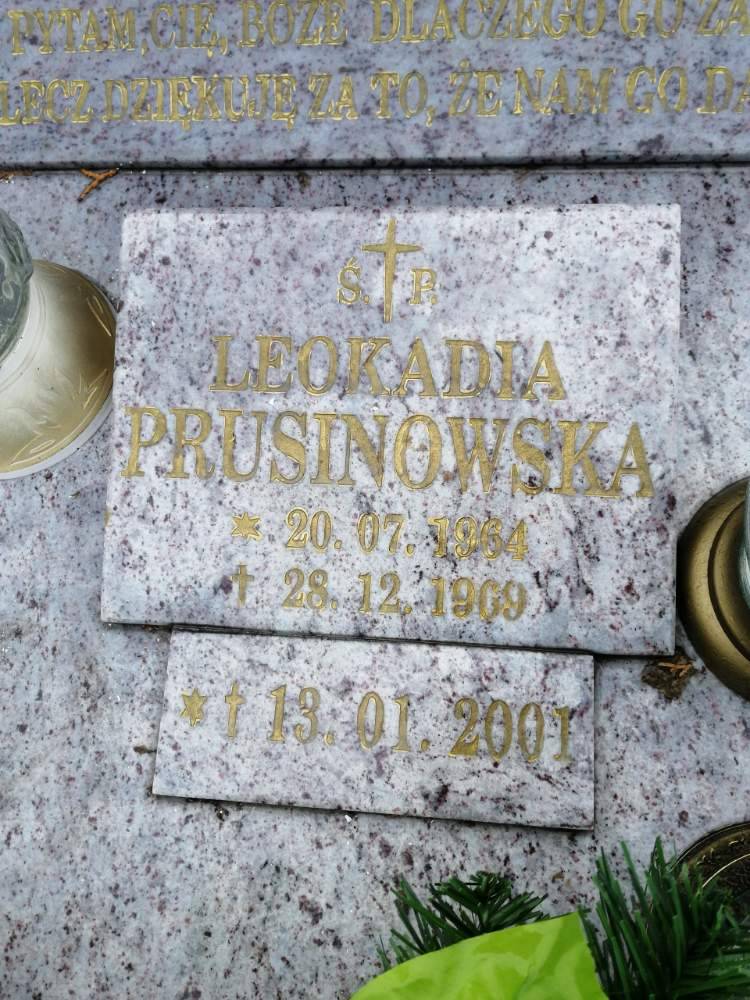 PYTAM CIĘ, BOŻE DLACZEGO GO ZA
LECZ DZIĘKUJĘ ZA TO, ŻE NAM GO DA
Ś. P.
LEOKADIA
PRUSINOWSKA
* 20. 07. 1964
† 28. 12. 1969
* † 13. 01. 2001